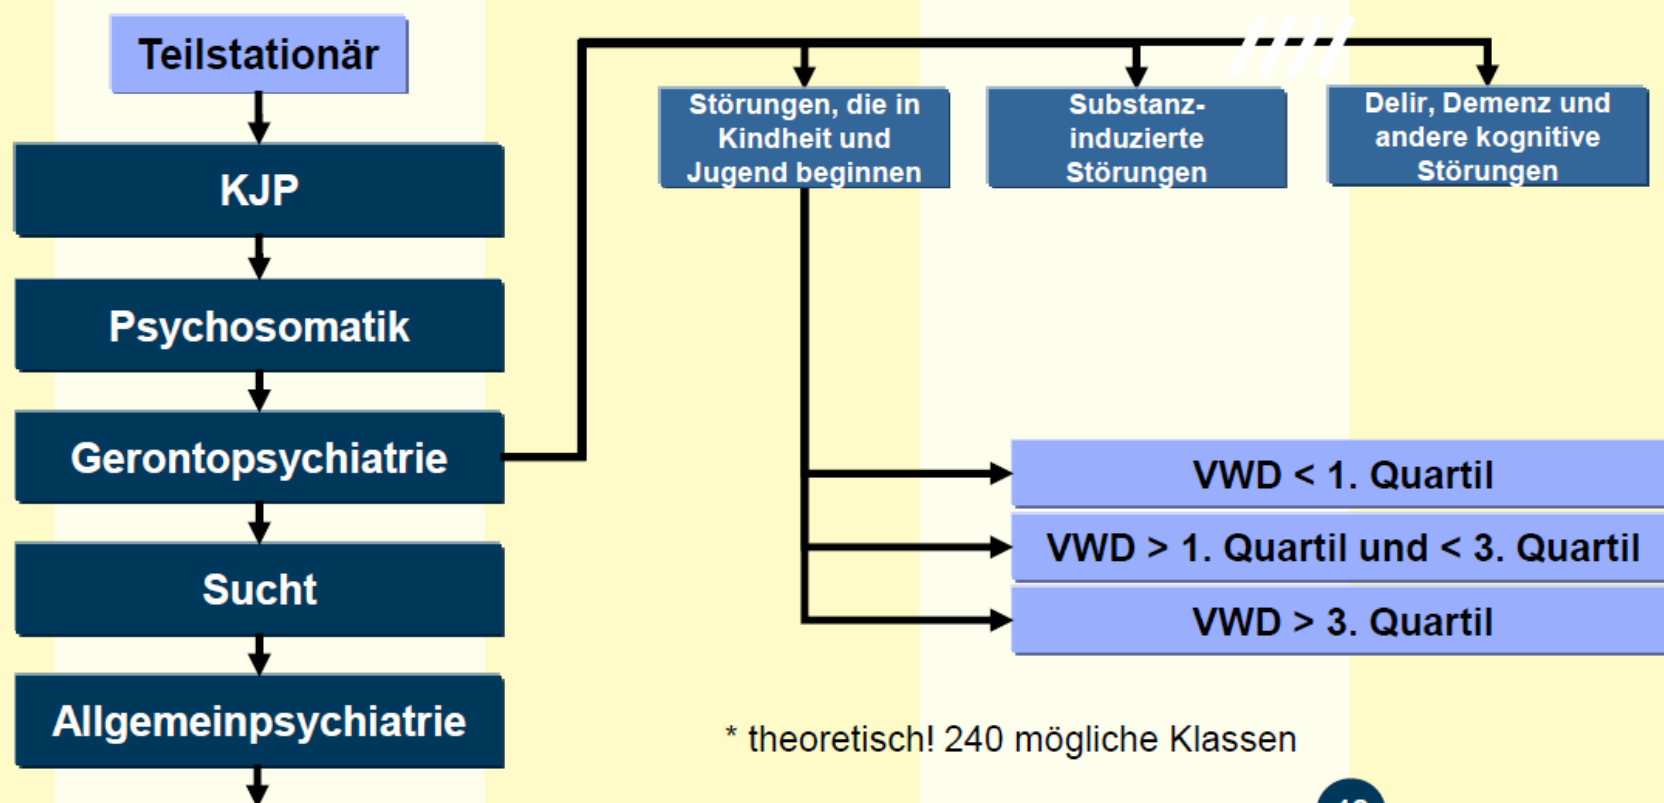 Teilstationär
KJP
Psychosomatik
Gerontopsychiatrie
Sucht
Allgemeinpsychiatrie
Störungen, die in
Kindheit und
Jugend beginnen
Substanz-
induzierte
Störungen
Delir, Demenz und
andere kognitive
Störungen
VWD < 1. Quartil
VWD > 1. Quartil und < 3. Quartil
VWD > 3. Quartil
* theoretisch! 240 mögliche Klassen